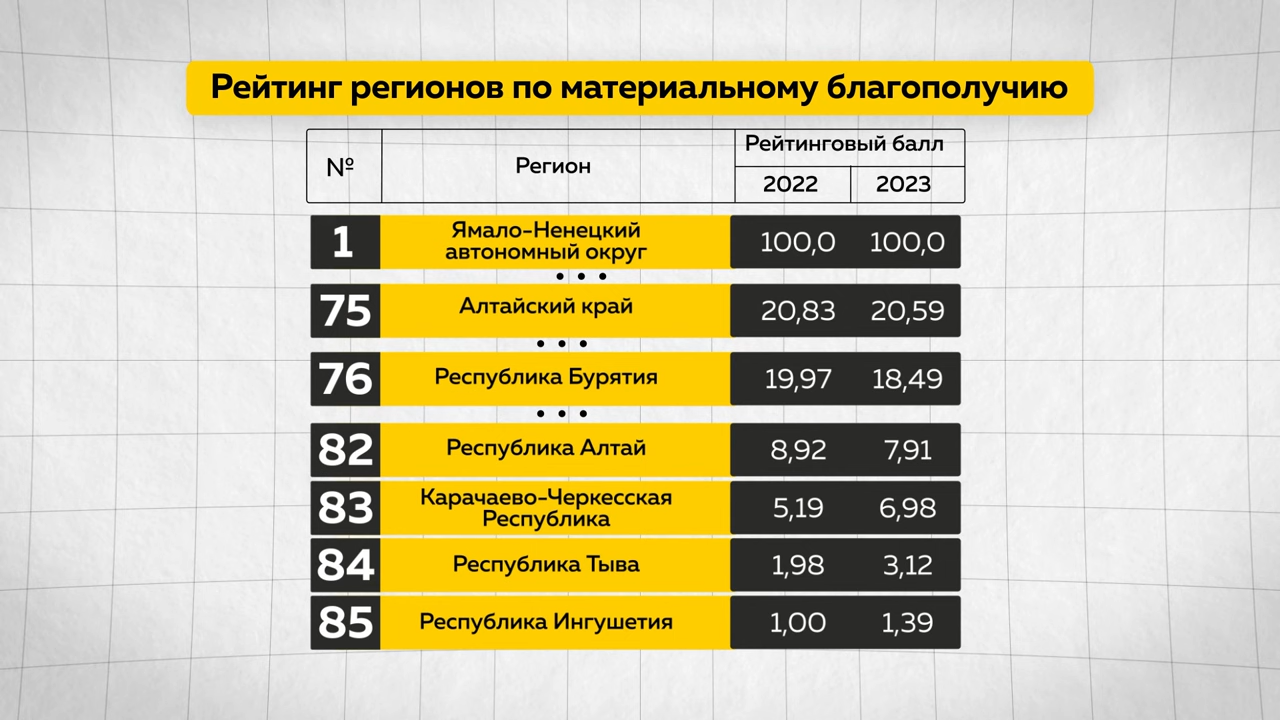 Рейтинг регионов по материальному благополучию
№
Регион
Рейтинговый балл
2022 2023
1 Ямало-Ненецкий автономный округ 100,0 100,0
• • •
75 Алтайский край 20,83 20,59
• • •
76 Республика Бурятия 19,97 18,49
• • •
82 Республика Алтай 8,92 7,91
83 Карачаево-Черкесская Республика 5,19 6,98
84 Республика Тыва 1,98 3,12
85 Республика Ингушетия 1,00 1,39